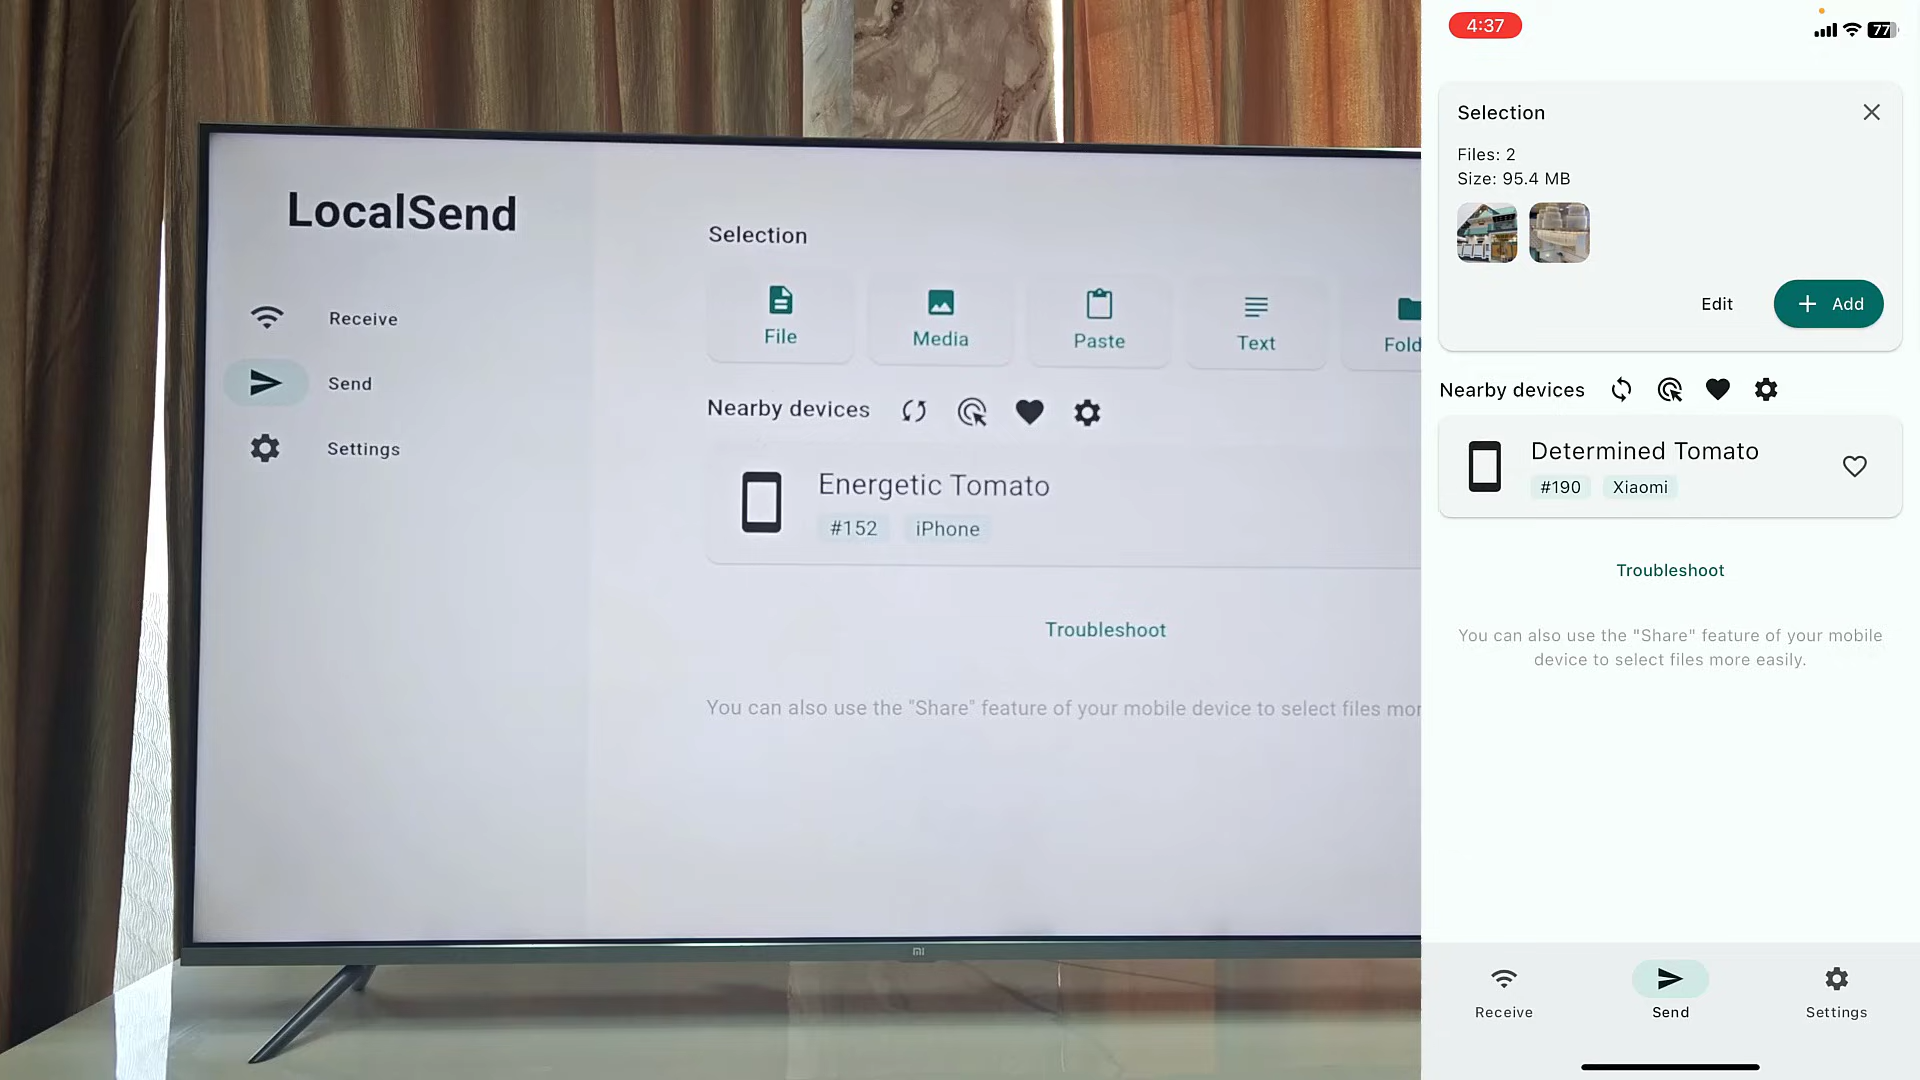 LocalSend
Receive
Send
Settings
Selection
File
Media
Paste
Text
Fold
Nearby devices
Energetic Tomato
#152
iPhone
Troubleshoot
You can also use the "Share" feature of your mobile device to select files mor
mi
4:37
77
Selection
Files: 2
Size: 95.4 MB
Edit
Add
Nearby devices
Determined Tomato
#190
Xiaomi
Troubleshoot
You can also use the "Share" feature of your mobile
device to select files more easily.
Receive
Send
Settings